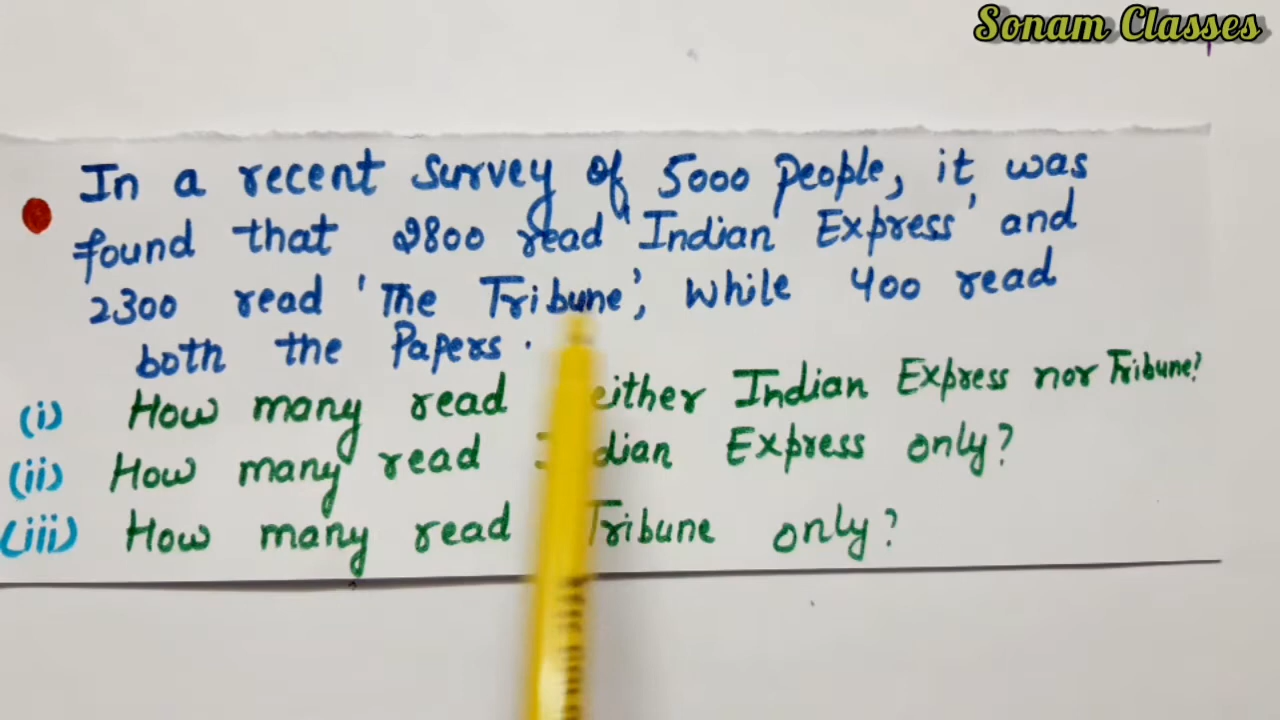 Sonam Classes
In a recent survey of 5000 people, it was
found that 2800 read 'Indian Express' and
2300 read 'The Tribune', While 400 read
both the Papers.
(i) How many read either Indian Express nor Tribune?
(ii) How many read Indian Express only?
(iii) How many read Tribune only?